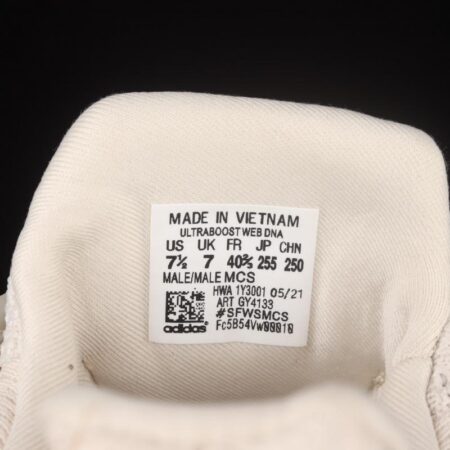 MADE IN VIETNAM
ULTRABOOST WEB DNA
US UK FR JP CHN
7½ 7 40⅔ 255 250
MALE/MALE MCS
HWA 1Y3001 05/21
ART GY4133
#SFWSMCS
adidas Fc5B54Vw00010